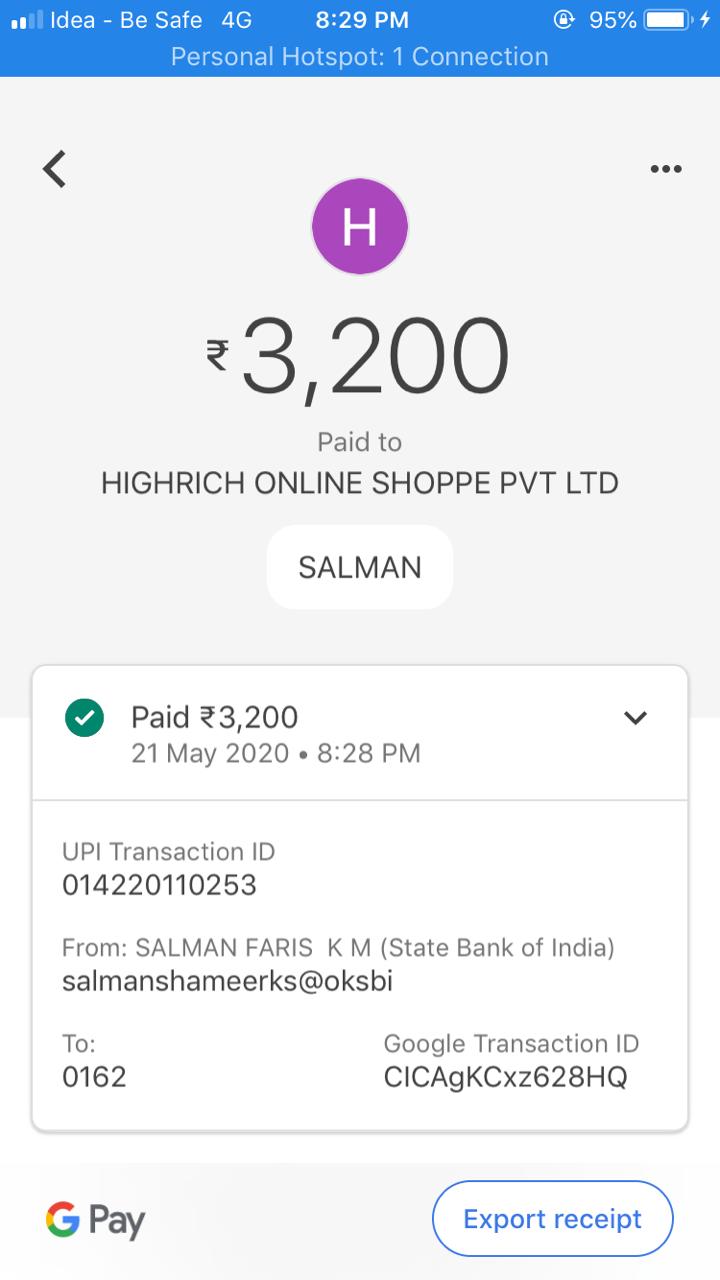 Idea - Be Safe 4G 8:29 PM 95%
Personal Hotspot: 1 Connection
H
₹3,200
Paid to
HIGHRICH ONLINE SHOPPE PVT LTD
SALMAN
Paid ₹3,200
21 May 2020 • 8:28 PM
UPI Transaction ID
014220110253
From: SALMAN FARIS  K M (State Bank of India)
salmanshameerks@oksbi
To: Google Transaction ID
0162 CICAgKCxz628HQ
G Pay Export receipt